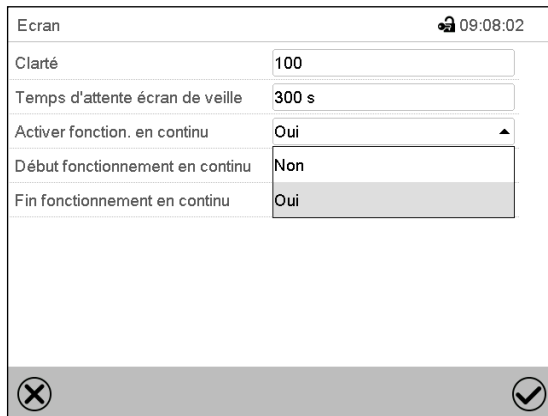 Ecran 09:08:02
Clarté 100
Temps d'attente écran de veille 300 s
Activer fonction. en continu Oui
Début fonctionnement en continu Non
Fin fonctionnement en continu Oui